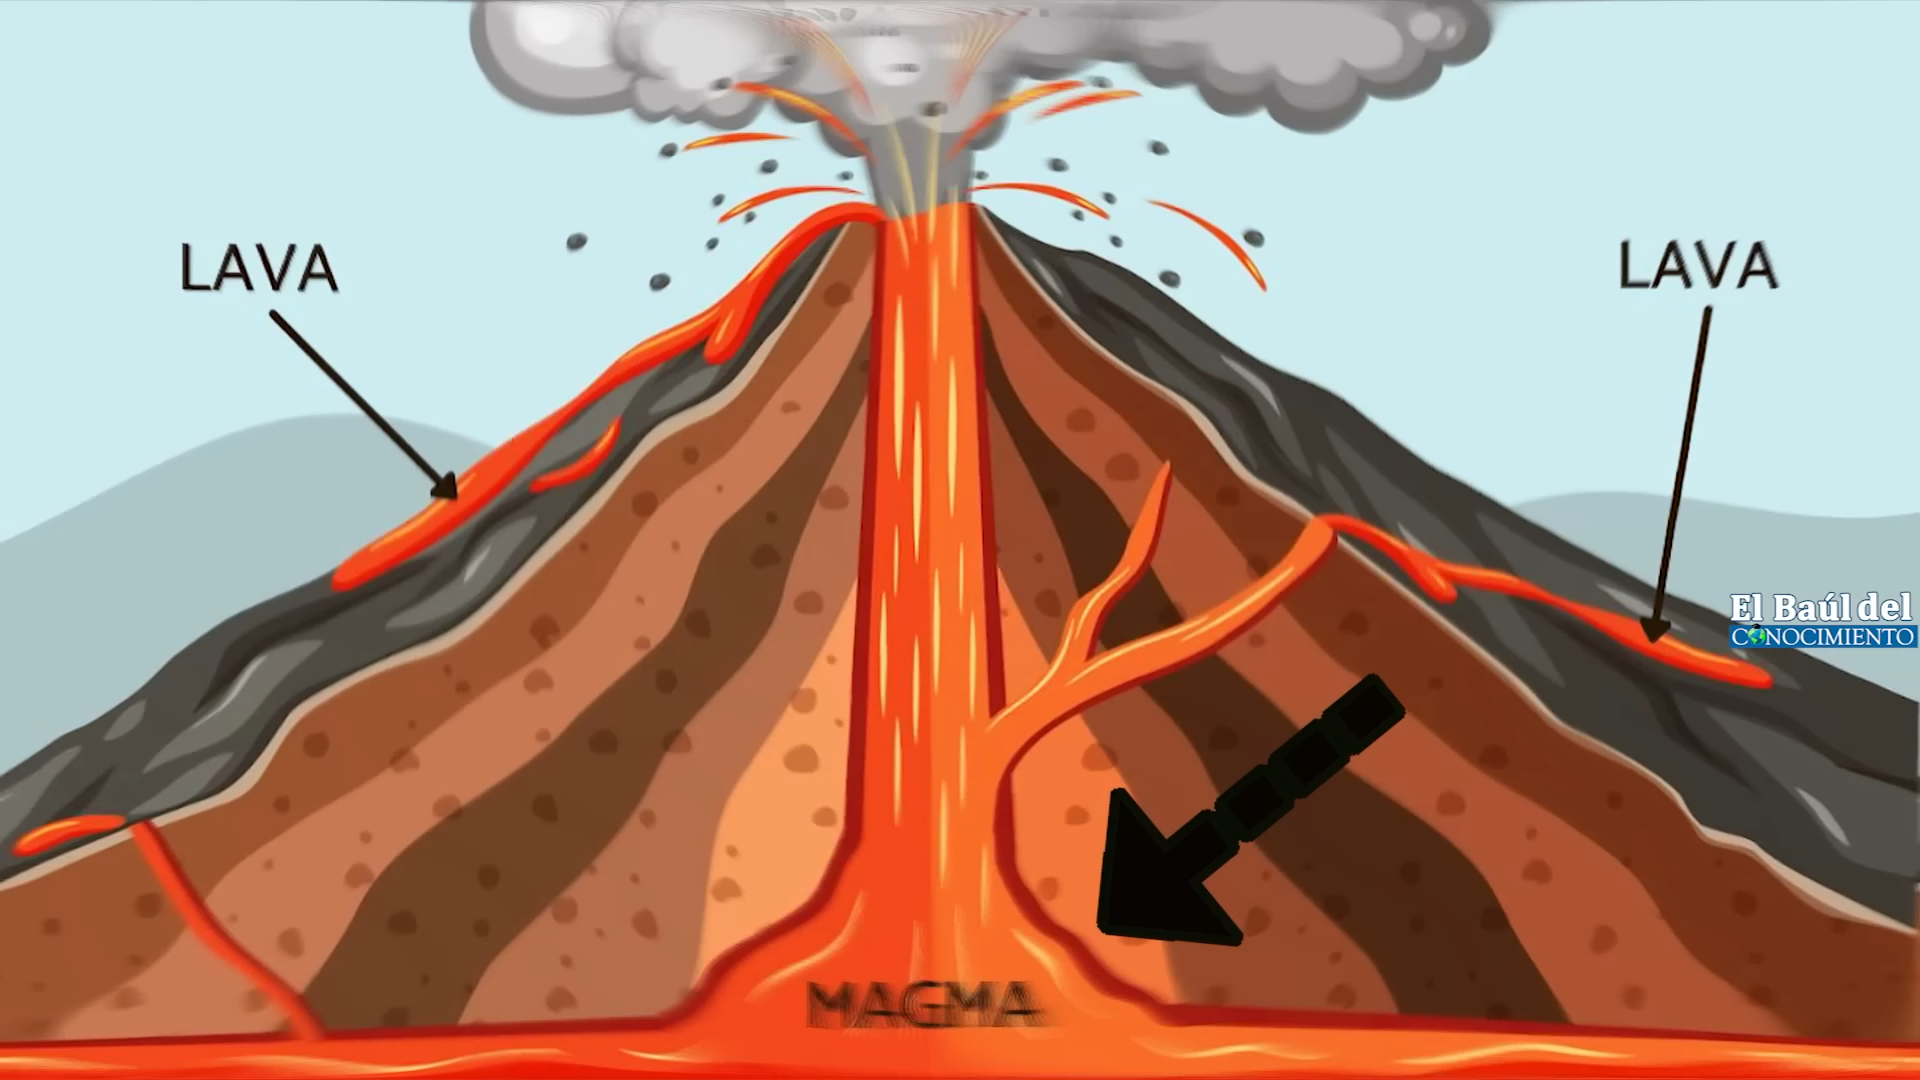 LAVA
LAVA
El Baúl del
CONOCIMIENTO
MAGMA